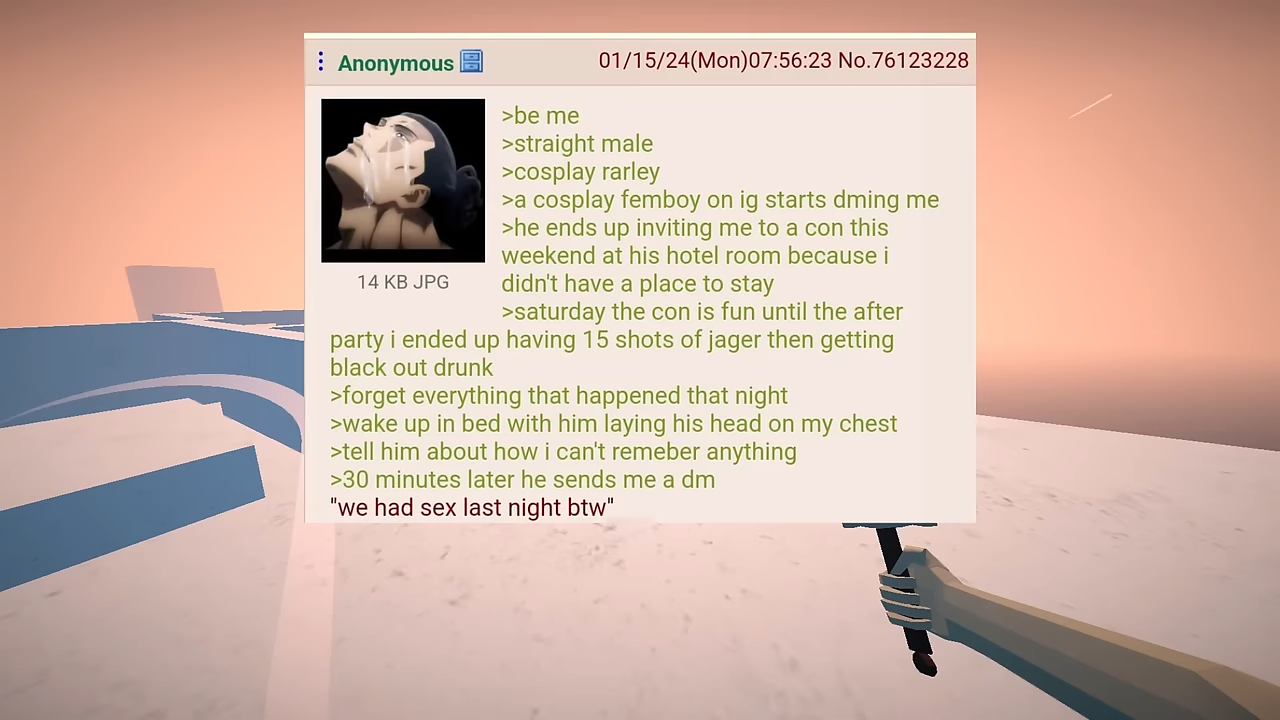 Anonymous 01/15/24(Mon)07:56:23 No.76123228
>be me
>straight male
>cosplay rarley
>a cosplay femboy on ig starts dming me
>he ends up inviting me to a con this
weekend at his hotel room because i
didn't have a place to stay
14 KB JPG
>saturday the con is fun until the after
party i ended up having 15 shots of jager then getting
black out drunk
>forget everything that happened that night
>wake up in bed with him laying his head on my chest
>tell him about how i can't remeber anything
>30 minutes later he sends me a dm
"we had sex last night btw"